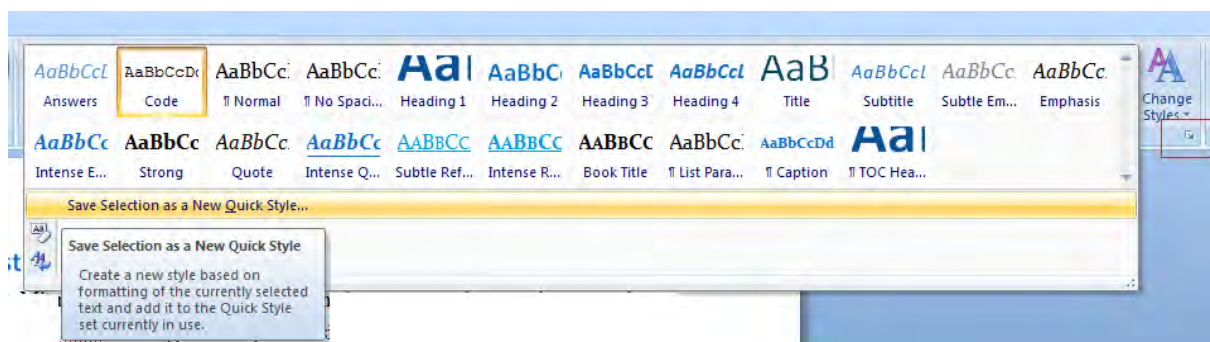 AaBbCcI AaBbCcDc AaBbCc. AaBbCc. AaI AaBbC AaBbCcD AaBbCcL AaB AaBbCcL AaBbCc. AaBbCc.
Answers Code ¶ Normal ¶ No Spaci... Heading 1 Heading 2 Heading 3 Heading 4 Title Subtitle Subtle Em... Emphasis
Change
Styles
AaBbCc AaBbCc AaBbCc. AaBbCc AABBCC AABBCC AABBCC AaBbCc. AaBbCcDd AaI
Intense E... Strong Quote Intense Q... Subtle Ref... Intense R... Book Title ¶ List Para... ¶ Caption ¶ TOC Hea...
Save Selection as a New Quick Style...
Save Selection as a New Quick Style
st
Create a new style based on
formatting of the currently selected
text and add it to the Quick Style
set currently in use.